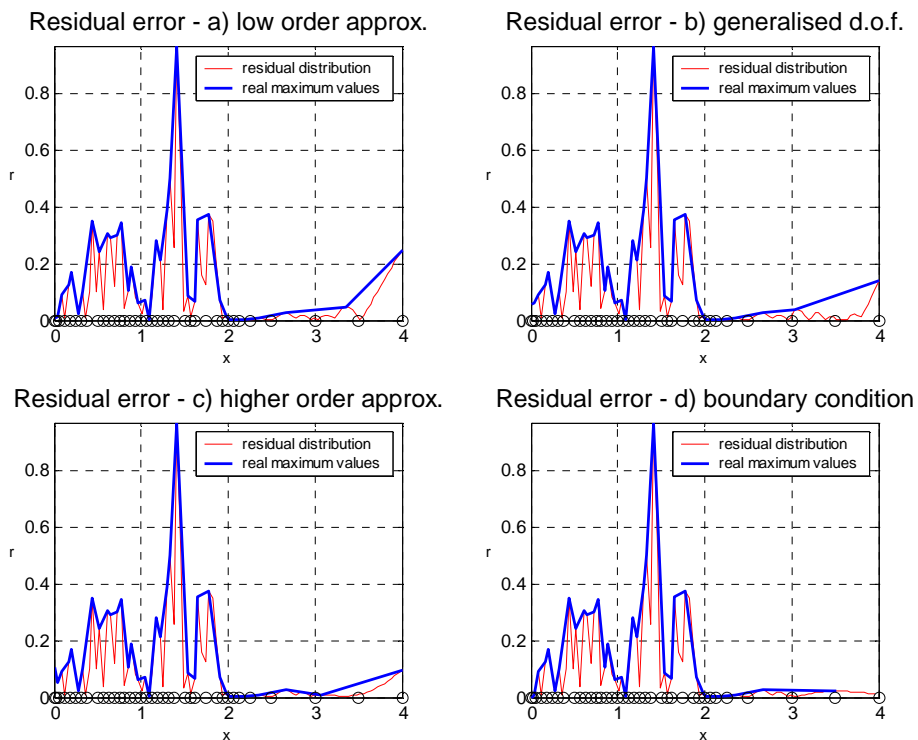 Residual error - a) low order approx.
residual distribution
real maximum values
0.8
0.6
r
0.4
0.2
0
0 1 2 3 4
x
Residual error - b) generalised d.o.f.
residual distribution
real maximum values
0.8
0.6
r
0.4
0.2
0
0 1 2 3 4
x
Residual error - c) higher order approx.
residual distribution
real maximum values
0.8
0.6
r
0.4
0.2
0
0 1 2 3 4
x
Residual error - d) boundary condition
residual distribution
real maximum values
0.8
0.6
r
0.4
0.2
0
0 1 2 3 4
x